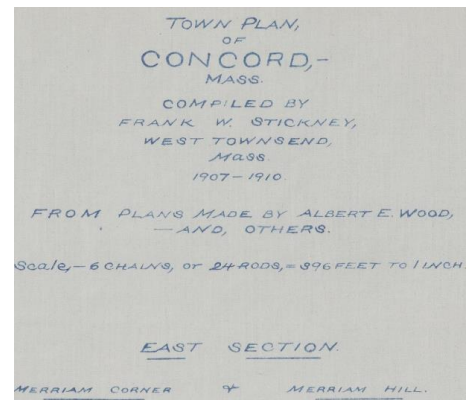 TOWN PLAN,
OF
CONCORD,-
MASS.
COMPILED BY
FRANK W. STICKNEY,
WEST TOWNSEND,
Mass.
1907-1910.
FROM PLANS MADE BY ALBERT E. WOOD,
—AND, OTHERS.
Scale,- 6 CHAINS, or 24 RODS,= 396 FEET TO 1 INCH.
EAST SECTION.
MERRIAM CORNER & MERRIAM HILL.